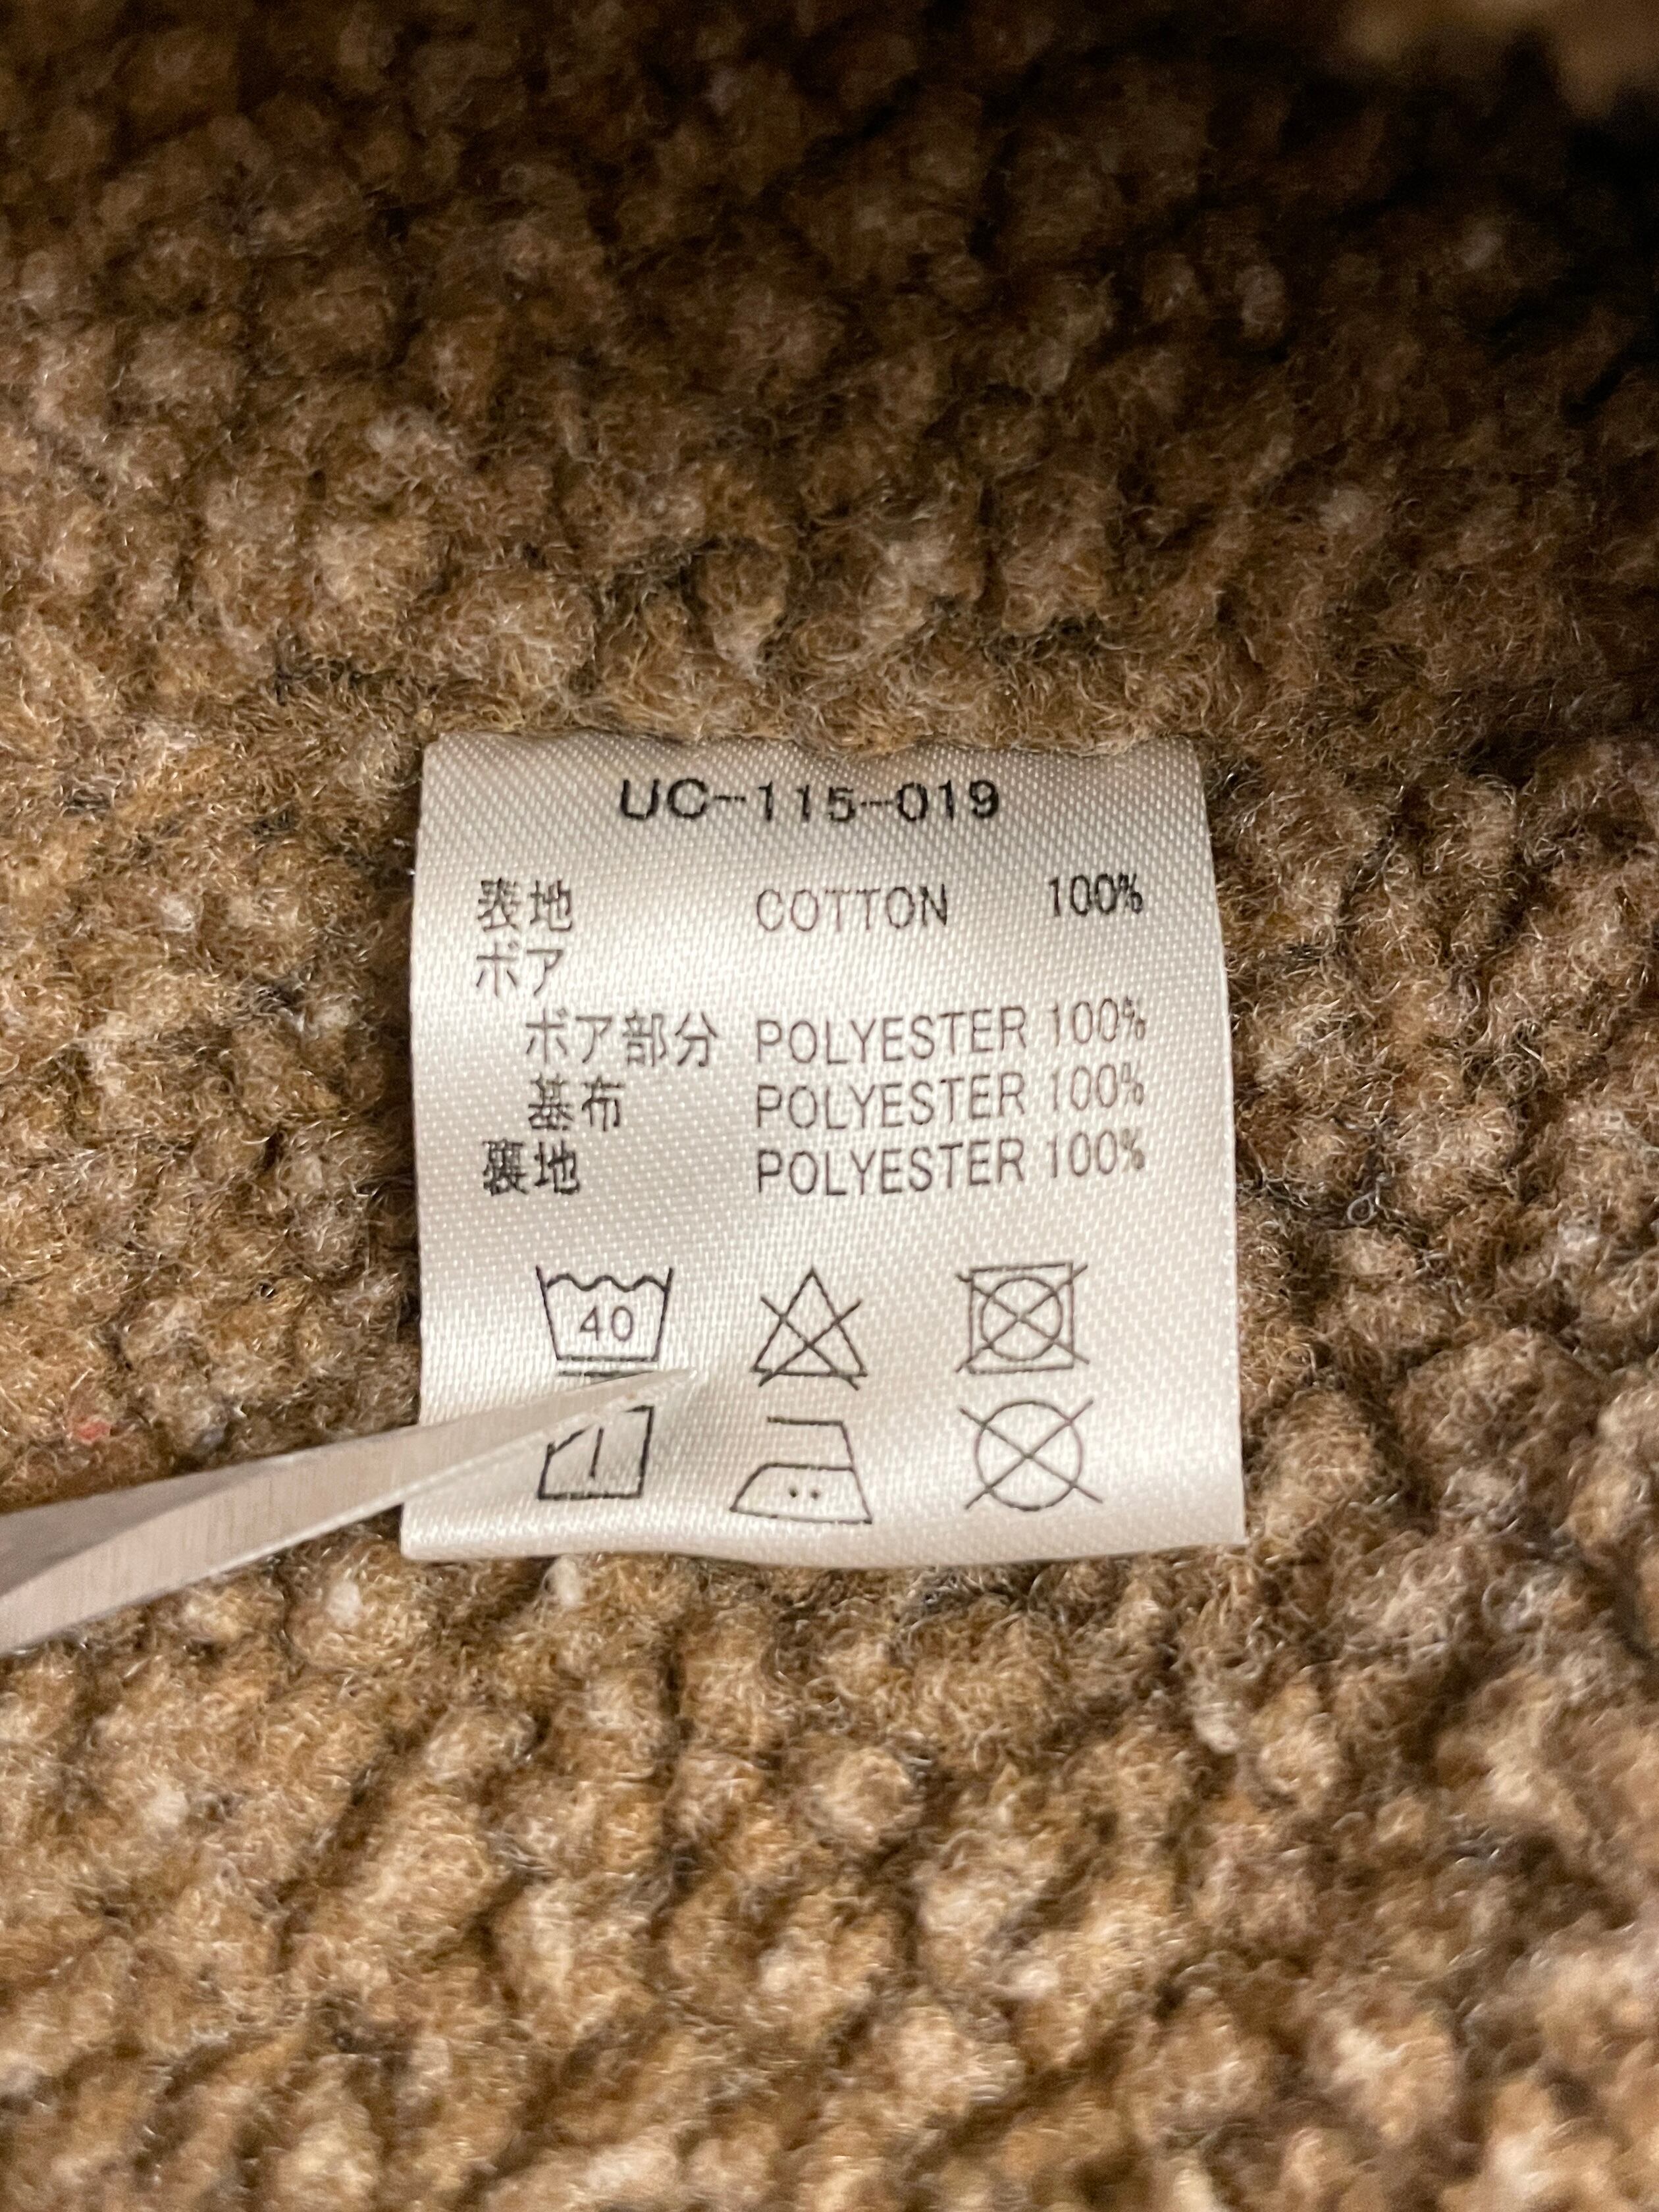 UC-115-019
表地 COTTON 100%
ボア
ボア部分 POLYESTER 100%
基布 POLYESTER 100%
裏地 POLYESTER 100%
40